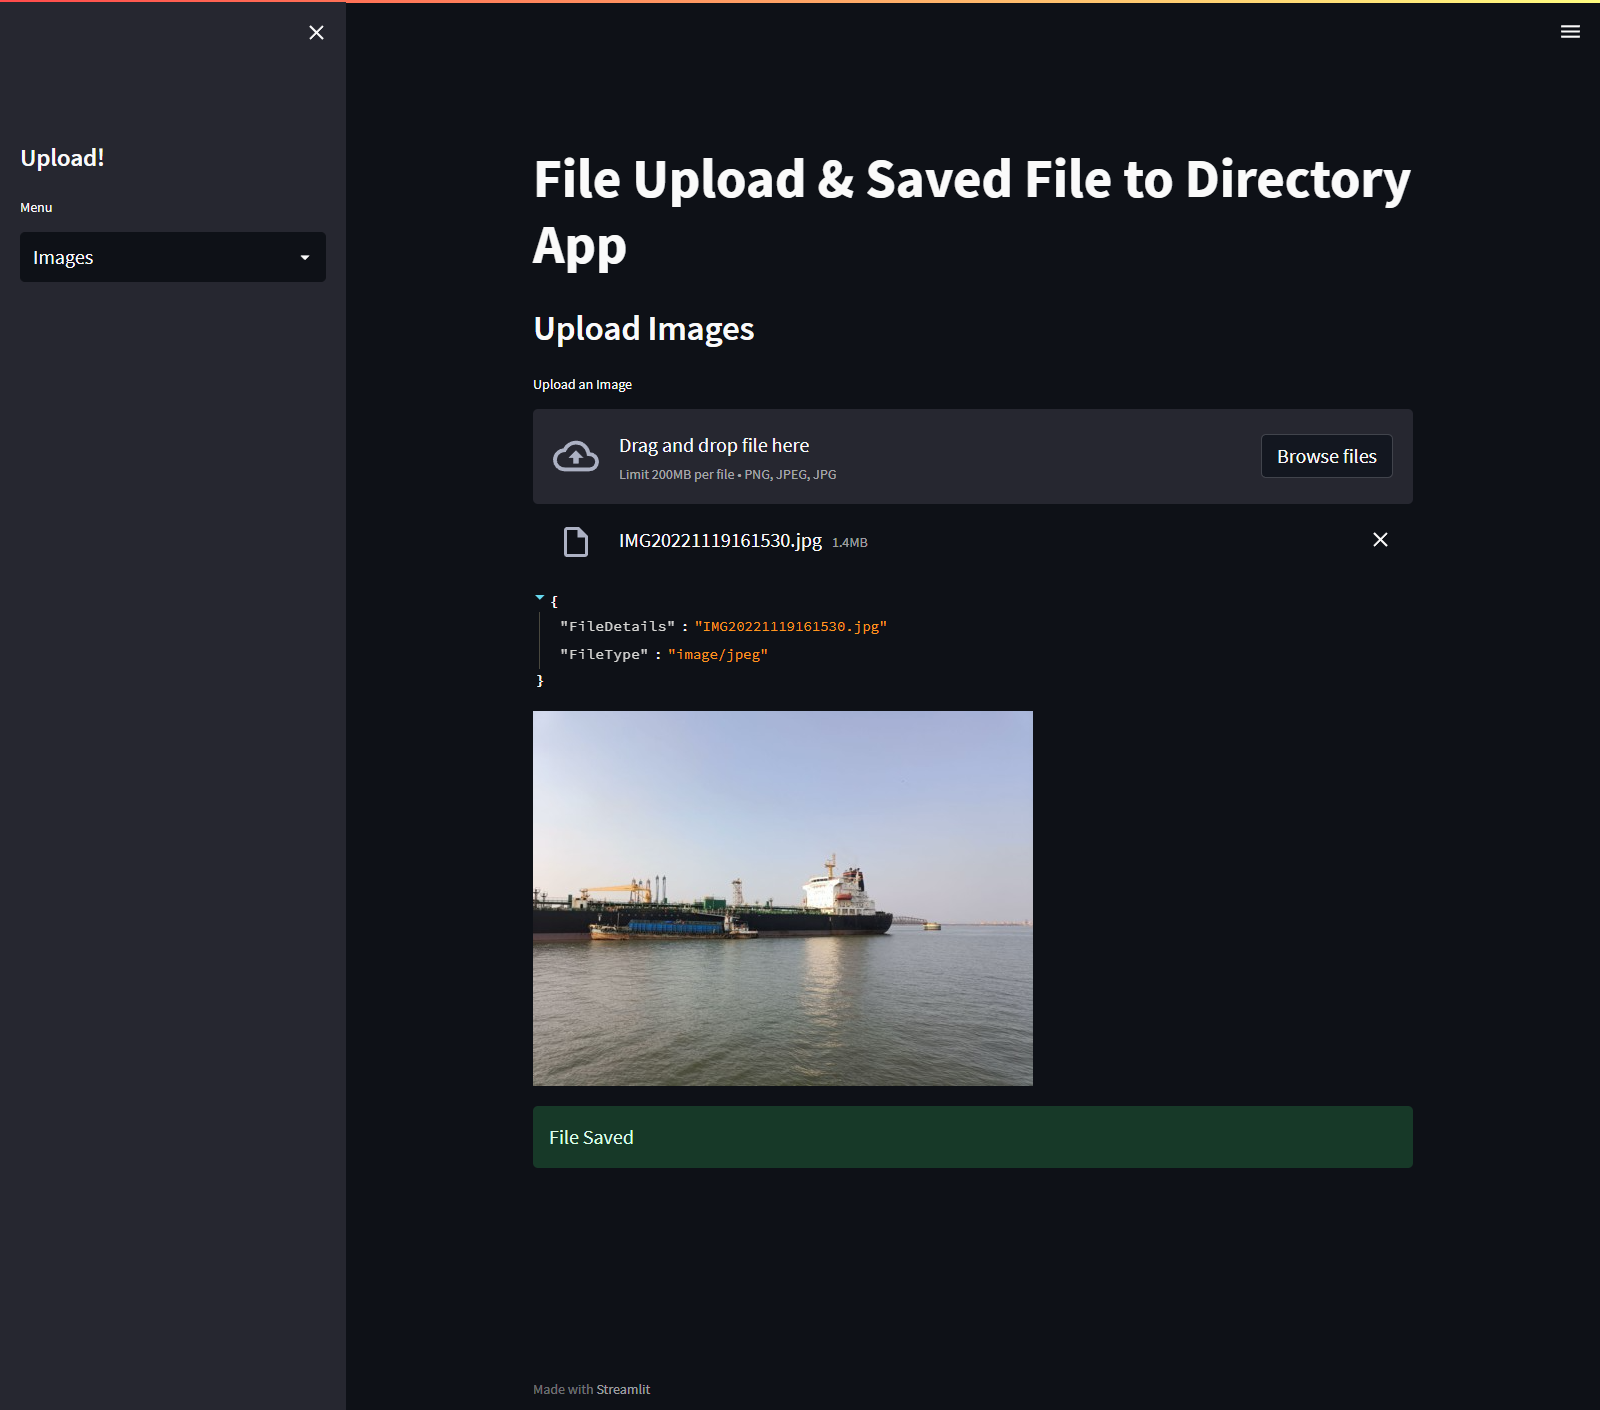 Upload!
Menu
Images
File Upload & Saved File to Directory
App
Upload Images
Upload an Image
Drag and drop file here
Limit 200MB per file • PNG, JPEG, JPG
Browse files
IMG20221119161530.jpg 1.4MB
{
"FileDetails" : "IMG20221119161530.jpg"
"FileType" : "image/jpeg"
}
File Saved
Made with Streamlit